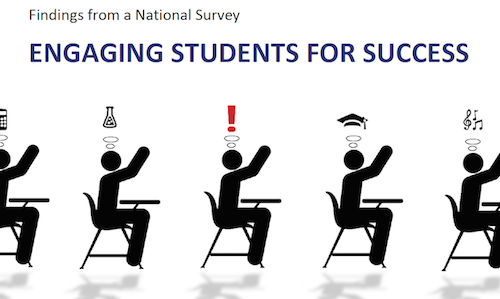 Findings from a National Survey
ENGAGING STUDENTS FOR SUCCESS